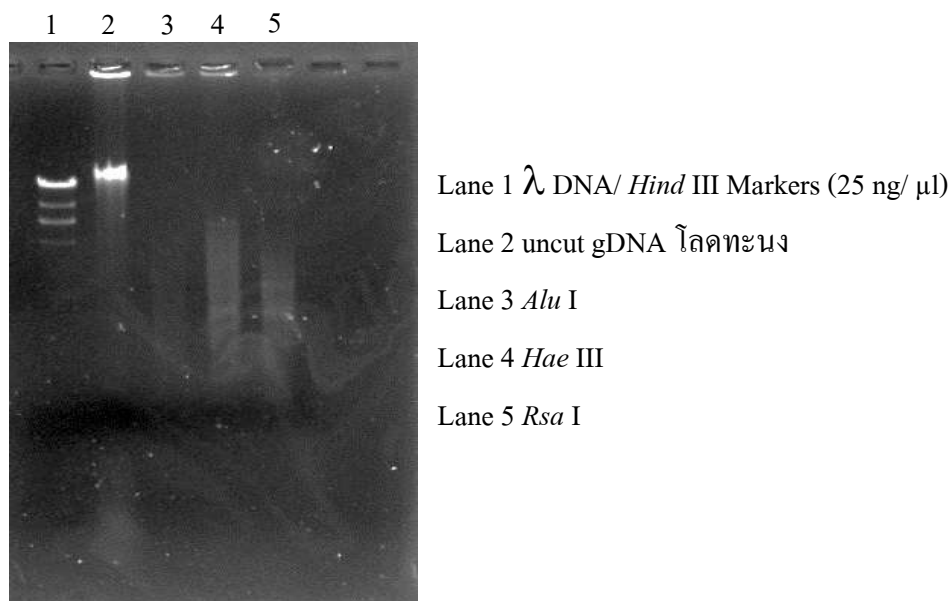 1 2 3 4 5
Lane 1 λ DNA/ Hind III Markers (25 ng/ µl)
Lane 2 uncut gDNA โลดทะนง
Lane 3 Alu I
Lane 4 Hae III
Lane 5 Rsa I